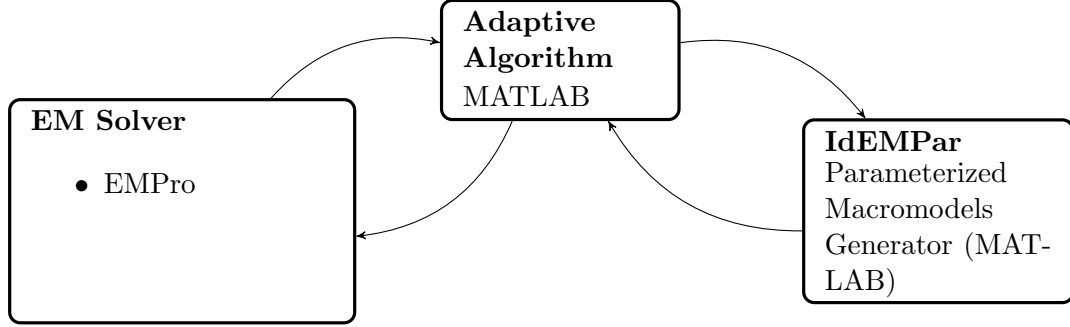 EM Solver
• EMPro
Adaptive
Algorithm
MATLAB
IdEMPar
Parameterized
Macromodels
Generator (MAT-
LAB)